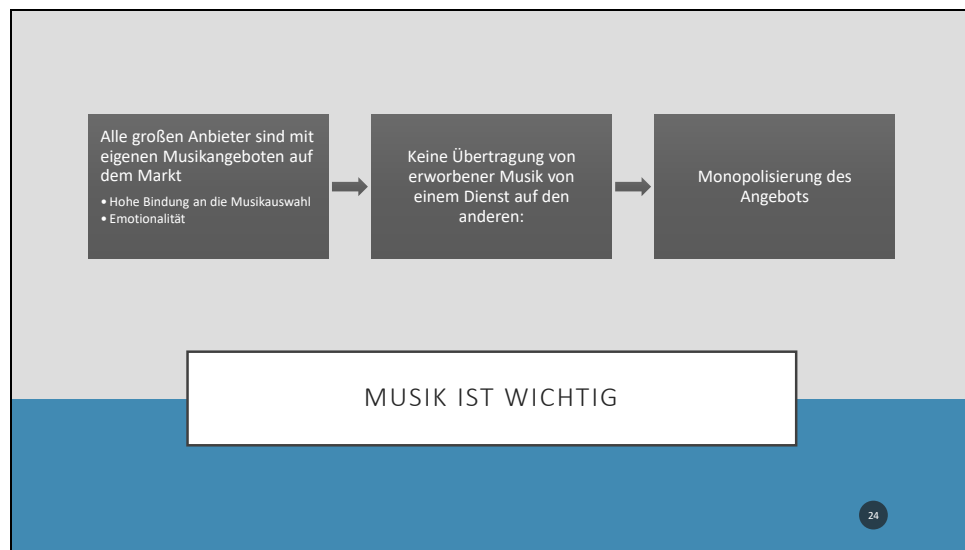 Alle großen Anbieter sind mit
eigenen Musikangeboten auf
dem Markt
• Hohe Bindung an die Musikauswahl
• Emotionalität
Keine Übertragung von
erworbener Musik von
einem Dienst auf den
anderen:
Monopolisierung des
Angebots
MUSIK IST WICHTIG
24